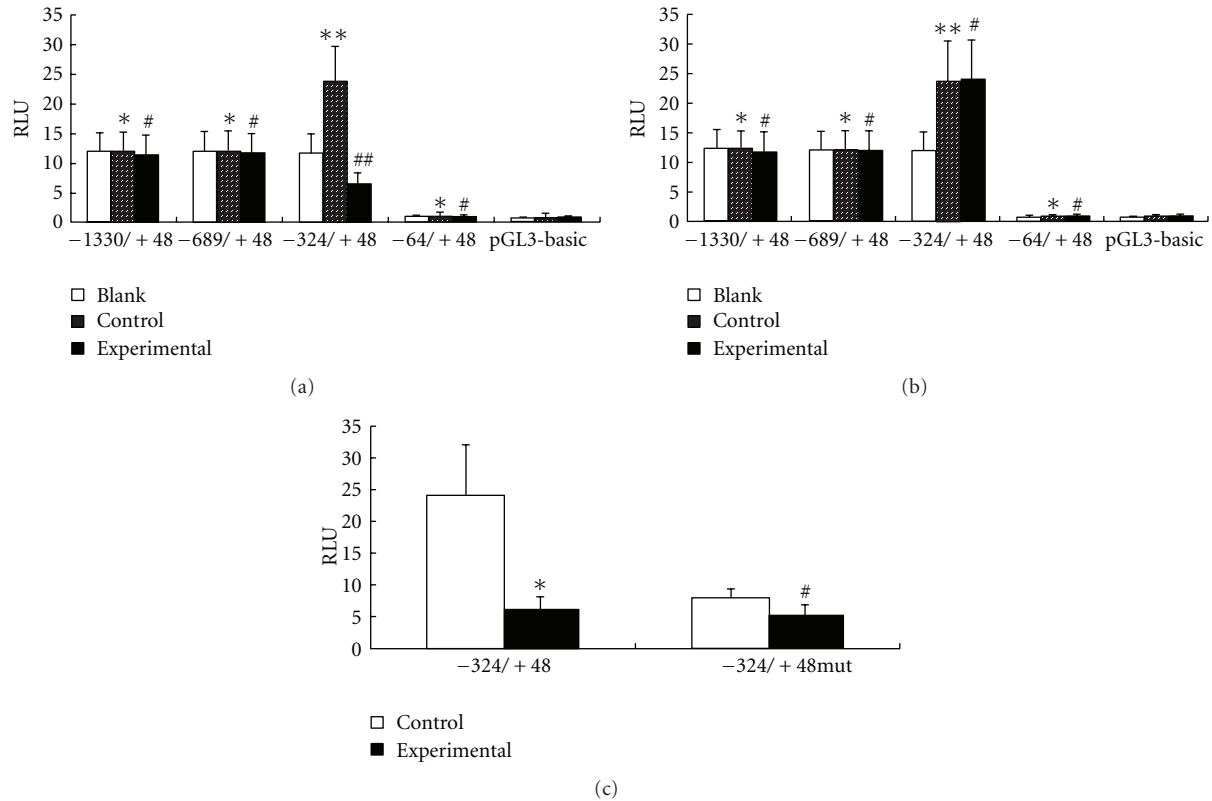 35
30
25
20
15
10
5
0
RLU
* # * # ** ## * #
−1330/ + 48 −689/ + 48 −324/ + 48 −64/ + 48 pGL3-basic
Blank
Control
Experimental
(a)
35
30
25
20
15
10
5
0
RLU
* # * # ** # * #
−1330/ + 48 −689/ + 48 −324/ + 48 −64/ + 48 pGL3-basic
Blank
Control
Experimental
(b)
35
30
25
20
15
10
5
0
RLU
* #
−324/ + 48 −324/ + 48mut
Control
Experimental
(c)